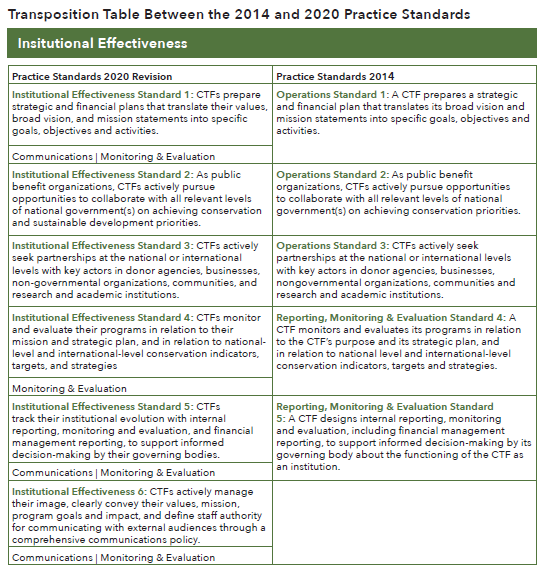 Transposition Table Between the 2014 and 2020 Practice Standards
Insitutional Effectiveness
Practice Standards 2020 Revision
Practice Standards 2014
Institutional Effectiveness Standard 1: CTFs prepare
strategic and financial plans that translate their values,
broad vision, and mission statements into specific
goals, objectives and activities.
Communications | Monitoring & Evaluation
Operations Standard 1: A CTF prepares a strategic
and financial plan that translates its broad vision and
mission statements into specific goals, objectives and
activities.
Institutional Effectiveness Standard 2: As public
benefit organizations, CTFs actively pursue
opportunities to collaborate with all relevant levels
of national government(s) on achieving conservation
and sustainable development priorities.
Operations Standard 2: As public benefit
organizations, CTFs actively pursue opportunities
to collaborate with all relevant levels of national
government(s) on achieving conservation priorities.
Institutional Effectiveness Standard 3: CTFs actively
seek partnerships at the national or international
levels with key actors in donor agencies, businesses,
non-governmental organizations, communities, and
research and academic institutions.
Operations Standard 3: CTFs actively seek
partnerships at the national or international levels
with key actors in donor agencies, businesses,
nongovernmental organizations, communities and
research and academic institutions.
Institutional Effectiveness Standard 4: CTFs monitor
and evaluate their programs in relation to their
mission and strategic plan, and in relation to national-
level and international-level conservation indicators,
targets, and strategies
Monitoring & Evaluation
Reporting, Monitoring & Evaluation Standard 4: A
CTF monitors and evaluates its programs in relation
to the CTF's purpose and its strategic plan, and
in relation to national level and international-level
conservation indicators, targets and strategies.
Institutional Effectiveness Standard 5: CTFs
track their institutional evolution with internal
reporting, monitoring and evaluation, and financial
management reporting, to support informed
decision-making by their governing bodies.
Communications | Monitoring & Evaluation
Reporting, Monitoring & Evaluation Standard
5: A CTF designs internal reporting, monitoring
and evaluation, including financial management
reporting, to support informed decision-making by its
governing body about the functioning of the CTF as
an institution.
Institutional Effectiveness 6: CTFs actively manage
their image, clearly convey their values, mission,
program goals and impact, and define staff authority
for communicating with external audiences through a
comprehensive communications policy.
Communications | Monitoring & Evaluation